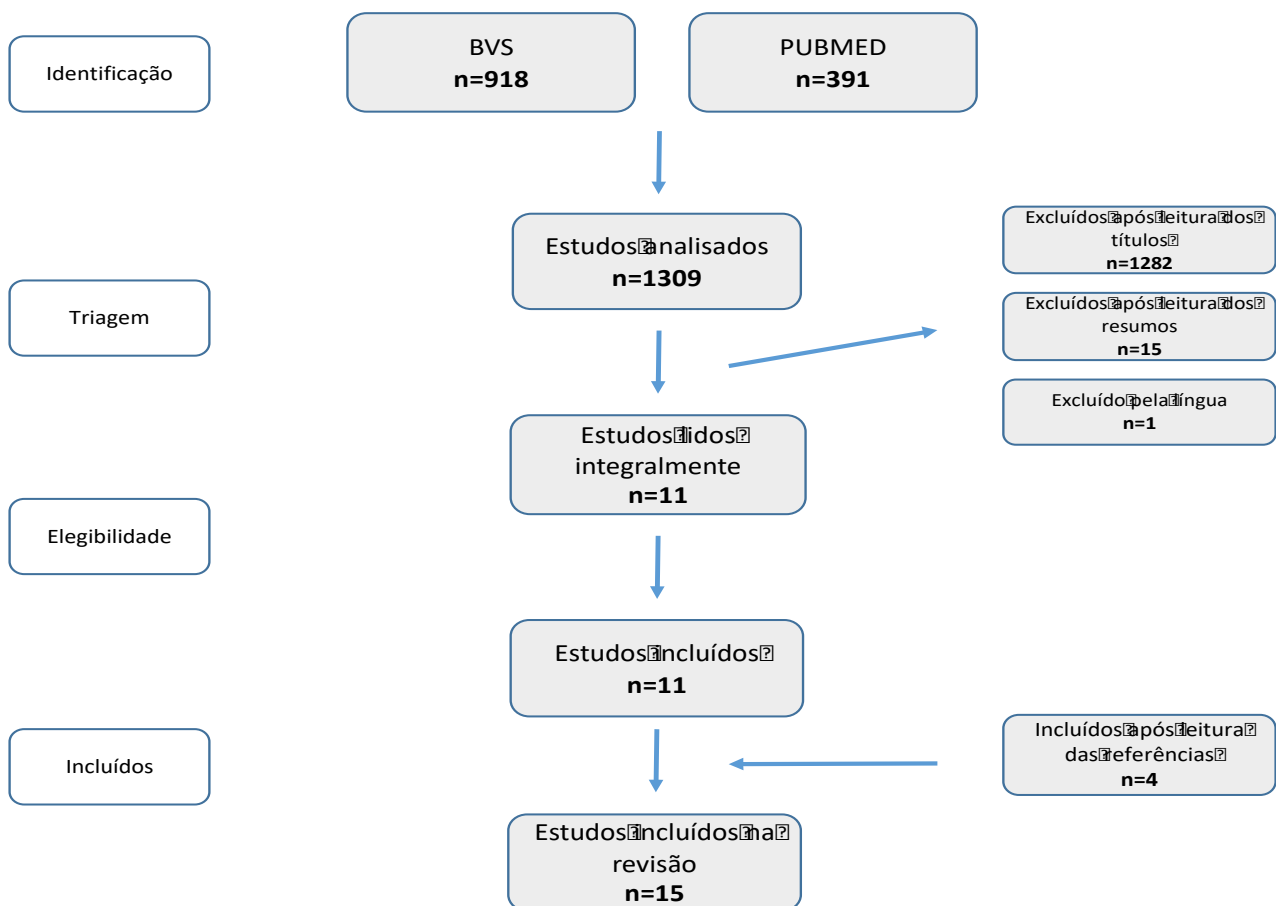 Identificação
BVS
n=918
PUBMED
n=391
Estudos analisados
n=1309
Triagem
Excluídos após leitura dos
títulos
n=1282
Excluídos após leitura dos
resumos
n=15
Excluído pela língua
n=1
Estudos lidos
integralmente
n=11
Elegibilidade
Estudos incluídos
n=11
Incluídos
Incluídos após leitura
das referências
n=4
Estudos incluídos na
revisão
n=15